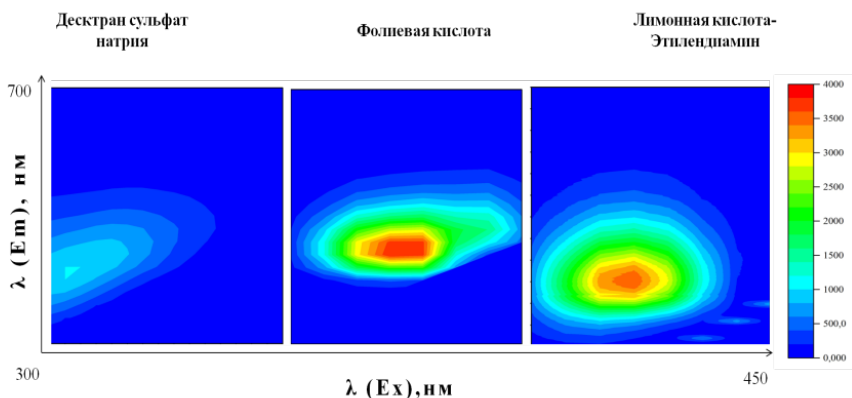 Десктран сульфат
натрия
Фолиевая кислота
Лимонная кислота-
Этилендиамин
700
λ (Em), нм
300
λ (Ex),нм
450
4000
3500
3000
2500
2000
1500
1000
500,0
0,000